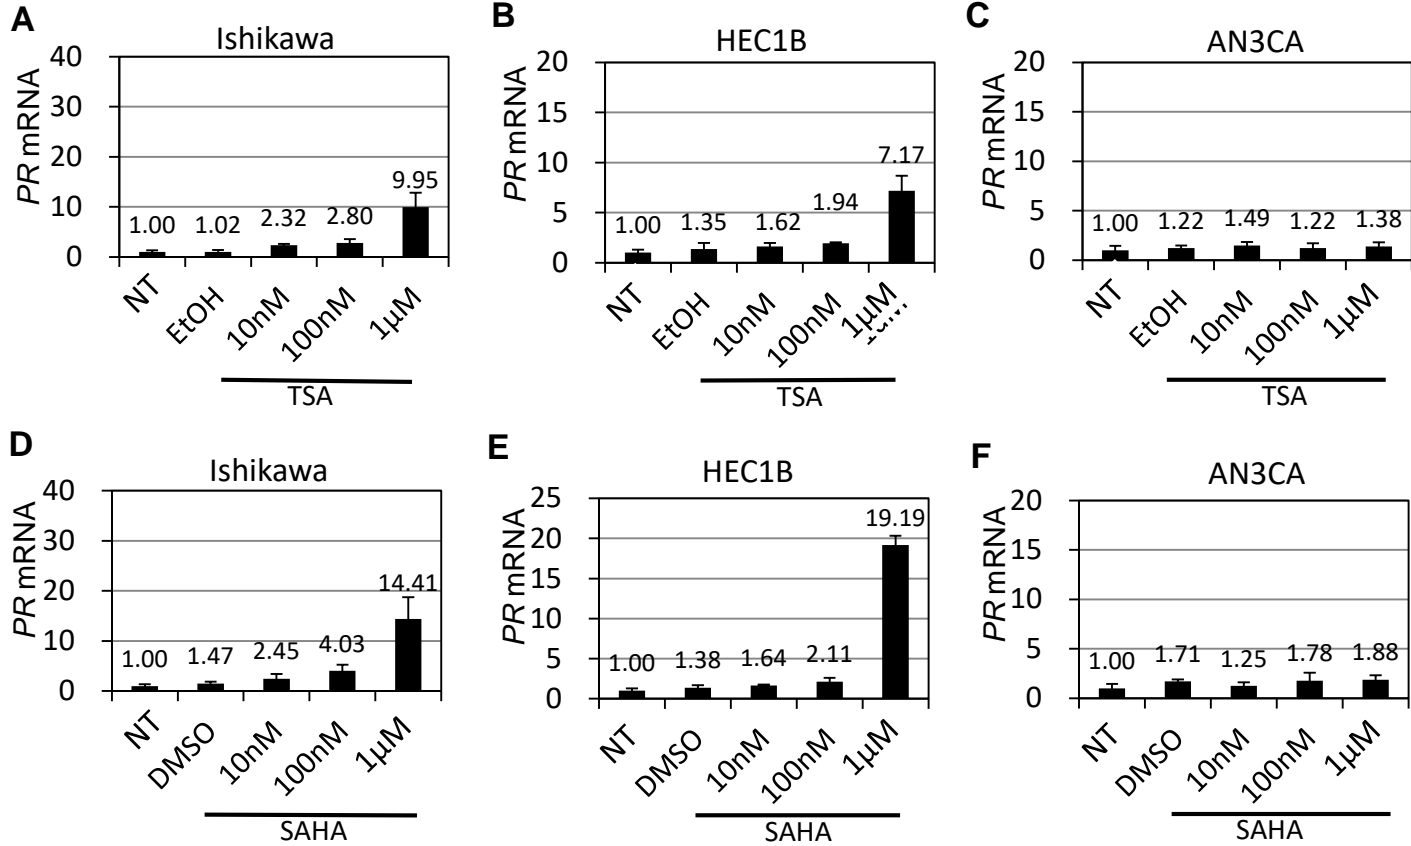 A
Ishikawa
PR mRNA
40
30
20
10
0
1.00 1.02 2.32 2.80 9.95
NT EtOH 10nM 100nM 1μM
TSA
B
HEC1B
PR mRNA
20
15
10
5
0
1.00 1.35 1.62 1.94 7.17
NT EtOH 10nM 100nM 1μM
TSA
C
AN3CA
PR mRNA
20
15
10
5
0
1.00 1.22 1.49 1.22 1.38
NT EtOH 10nM 100nM 1μM
TSA
D
Ishikawa
PR mRNA
40
30
20
10
0
1.00 1.47 2.45 4.03 14.41
NT DMSO 10nM 100nM 1μM
SAHA
E
HEC1B
PR mRNA
25
20
15
10
5
0
1.00 1.38 1.64 2.11 19.19
NT DMSO 10nM 100nM 1μM
SAHA
F
AN3CA
PR mRNA
20
15
10
5
0
1.00 1.71 1.25 1.78 1.88
NT DMSO 10nM 100nM 1μM
SAHA